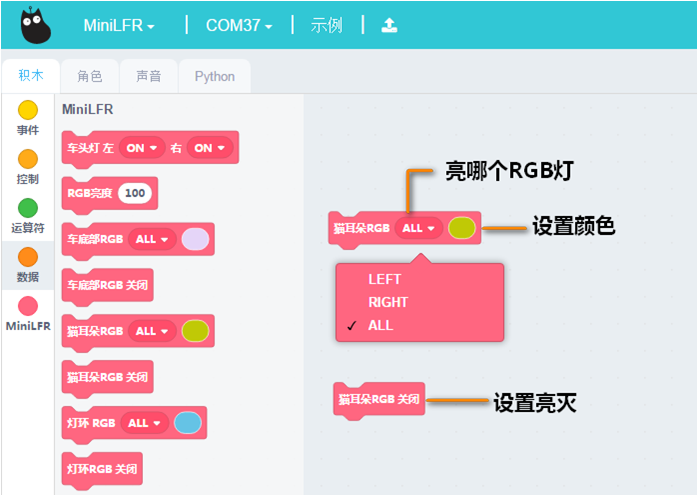 MiniLFR COM37 示例
积木 角色 声音 Python
事件
控制
运算符
数据
MiniLFR
MiniLFR
车头灯 左 ON 右 ON
RGB亮度 100
车底部RGB ALL
车底部RGB 关闭
猫耳朵RGB ALL
猫耳朵RGB 关闭
灯环 RGB ALL
灯环RGB 关闭
亮哪个RGB灯
猫耳朵RGB ALL
设置颜色
LEFT
RIGHT
✓ ALL
猫耳朵RGB 关闭
设置亮灭